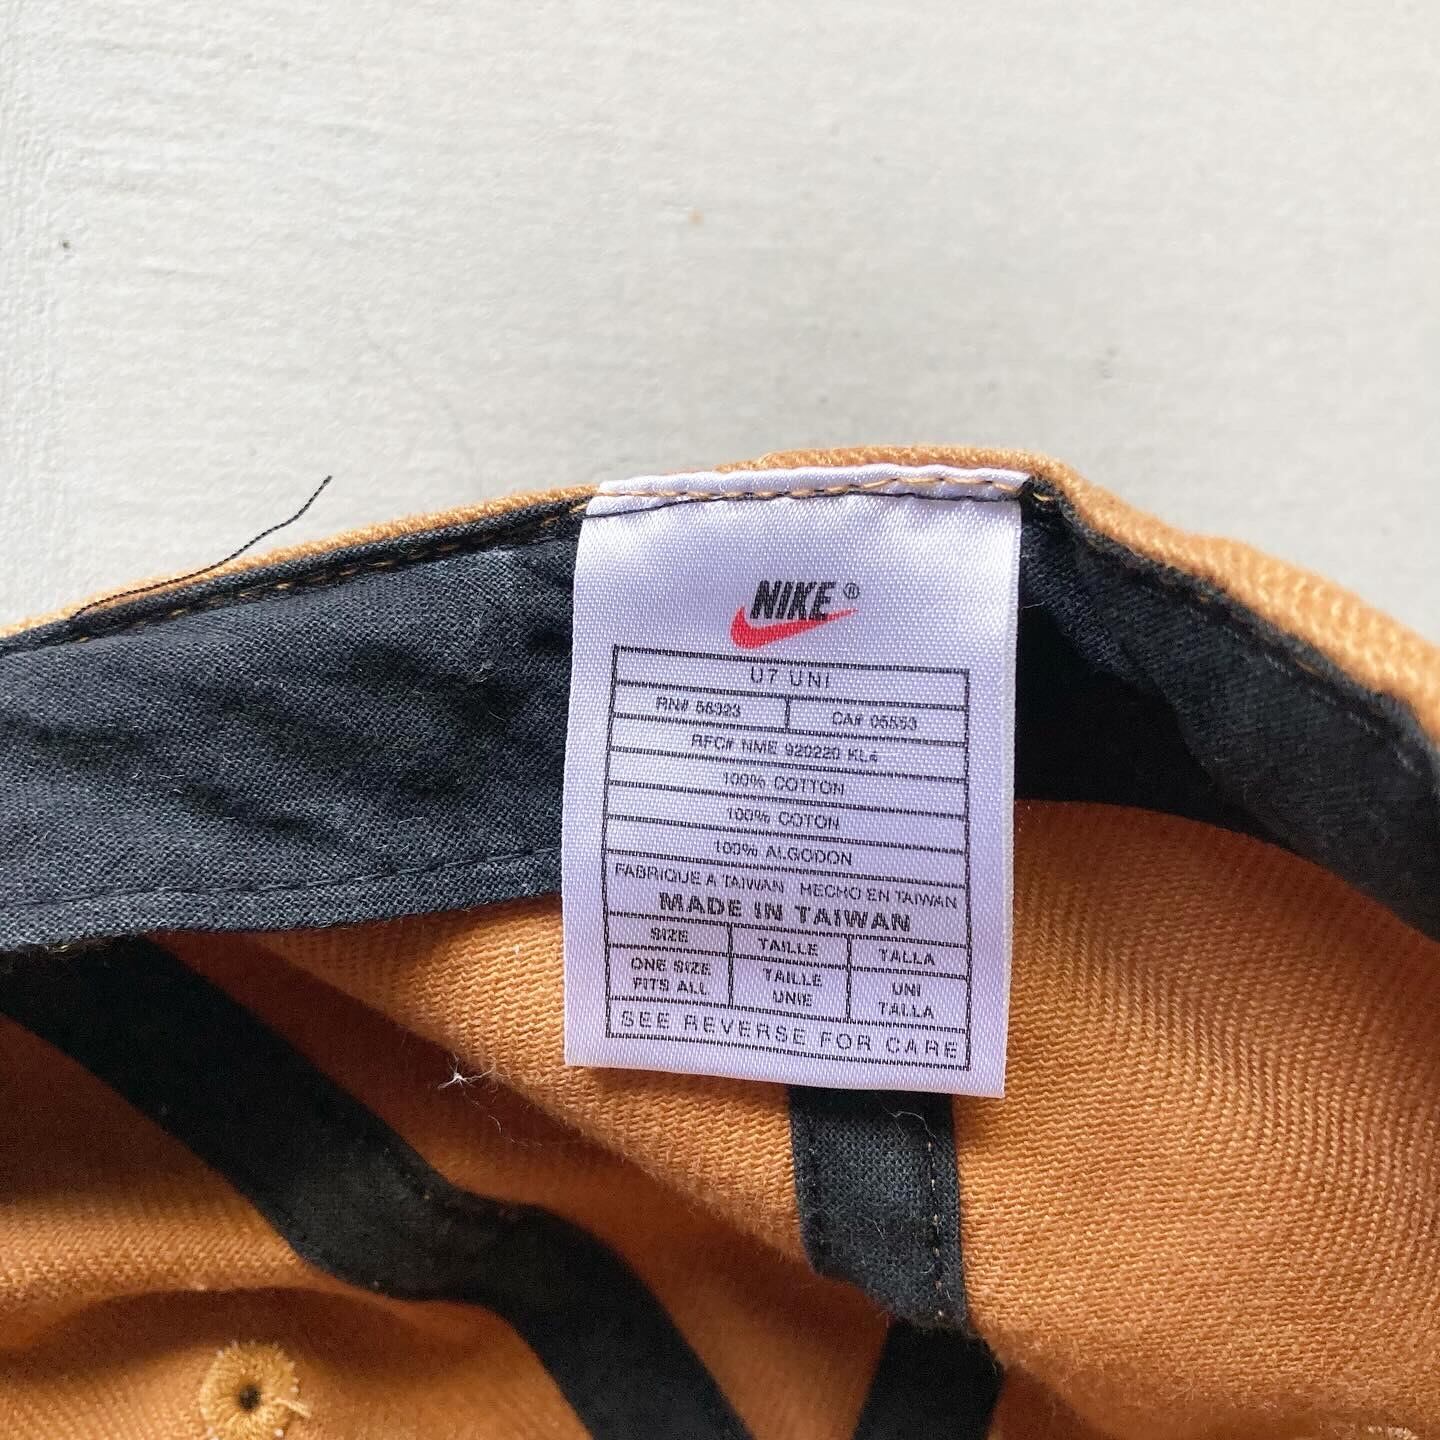 NIKE ®
U7 UNI
RN# 56323 CA# 05553
RFC# NME 920220 KL4
100% COTTON
100% COTON
100% ALGODON
FABRIQUE A TAIWAN HECHO EN TAIWAN
MADE IN TAIWAN
SIZE TAILLE TALLA
ONE SIZE FITS ALL TAILLE UNIE UNI TALLA
SEE REVERSE FOR CARE